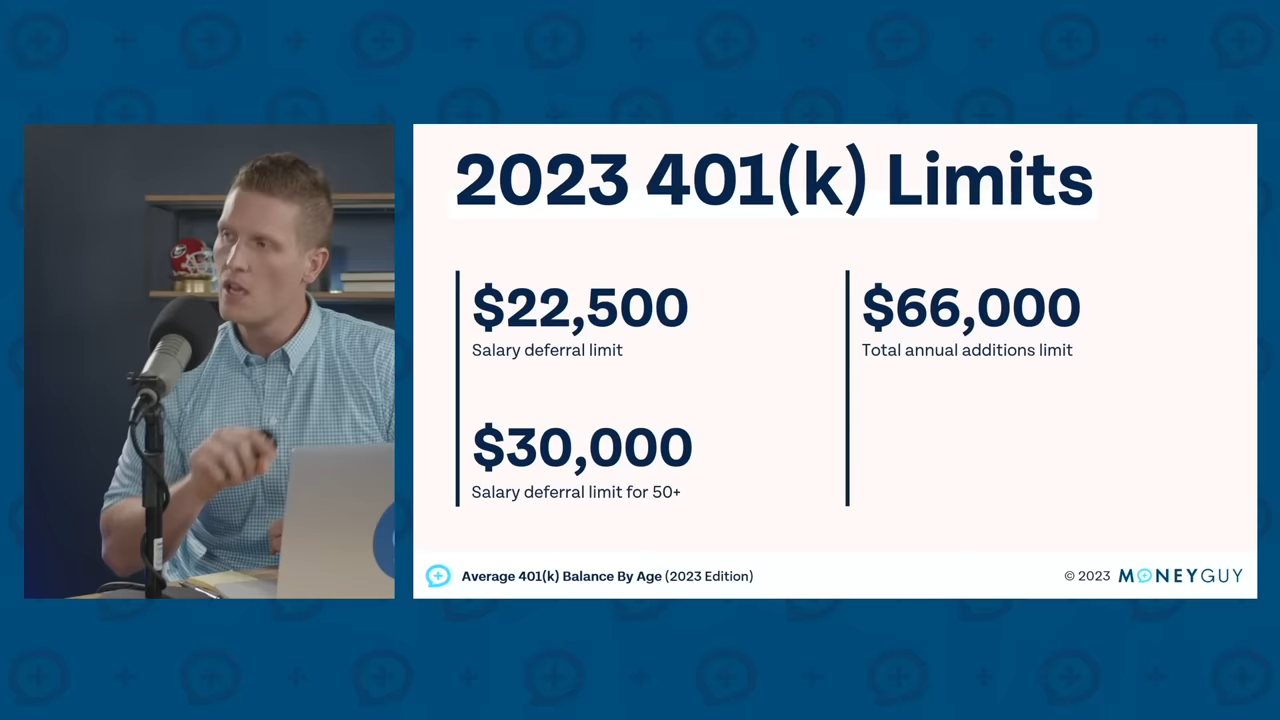 2023 401(k) Limits
$22,500
Salary deferral limit
$30,000
Salary deferral limit for 50+
$66,000
Total annual additions limit
Average 401(k) Balance By Age (2023 Edition)
© 2023 MONEYGUY